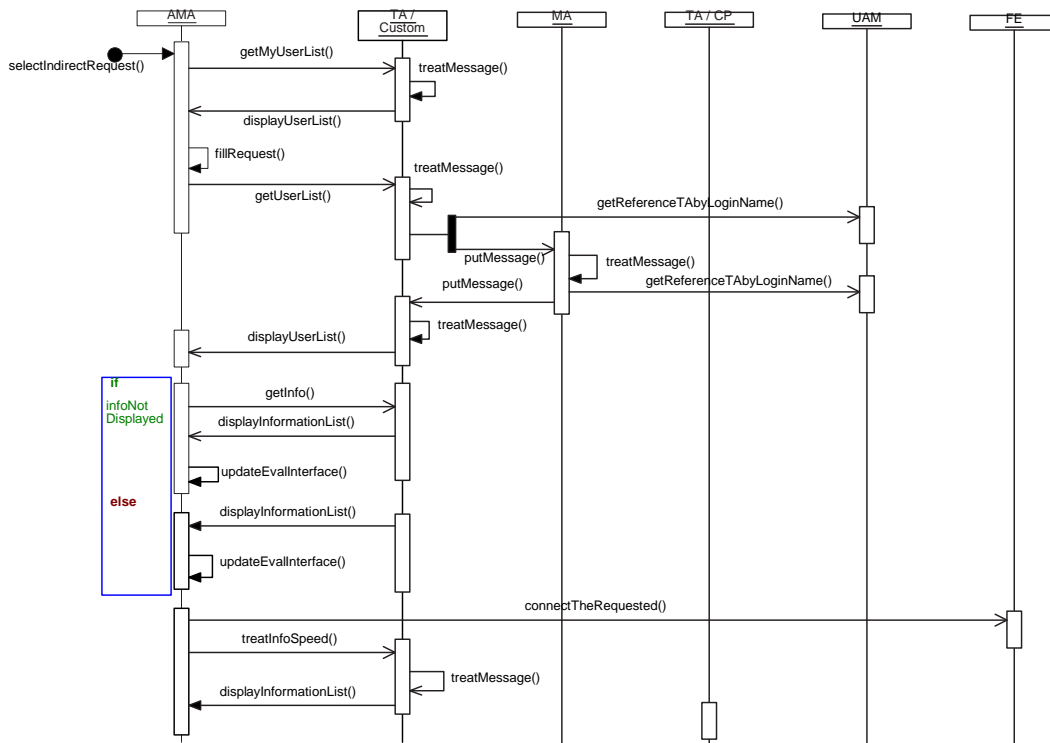 AMA
TA /
Custom
MA
TA / CP
UAM
FE
selectIndirectRequest()
getMyUserList()
treatMessage()
displayUserList()
fillRequest()
treatMessage()
getUserList()
getReferenceTAbyLoginName()
putMessage()
treatMessage()
getReferenceTAbyLoginName()
putMessage()
treatMessage()
displayUserList()
if
infoNot
Displayed
getInfo()
displayInformationList()
updateEvalInterface()
else
displayInformationList()
updateEvalInterface()
connectTheRequested()
treatInfoSpeed()
treatMessage()
displayInformationList()